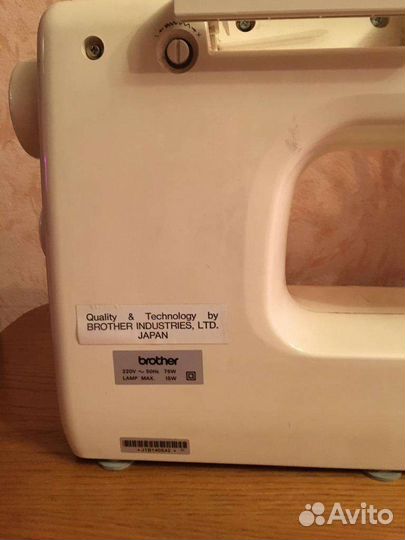 Quality & Technology by
BROTHER INDUSTRIES, LTD.
JAPAN
brother
220V ~ 50Hz 75W
LAMP MAX. 15W
Avito